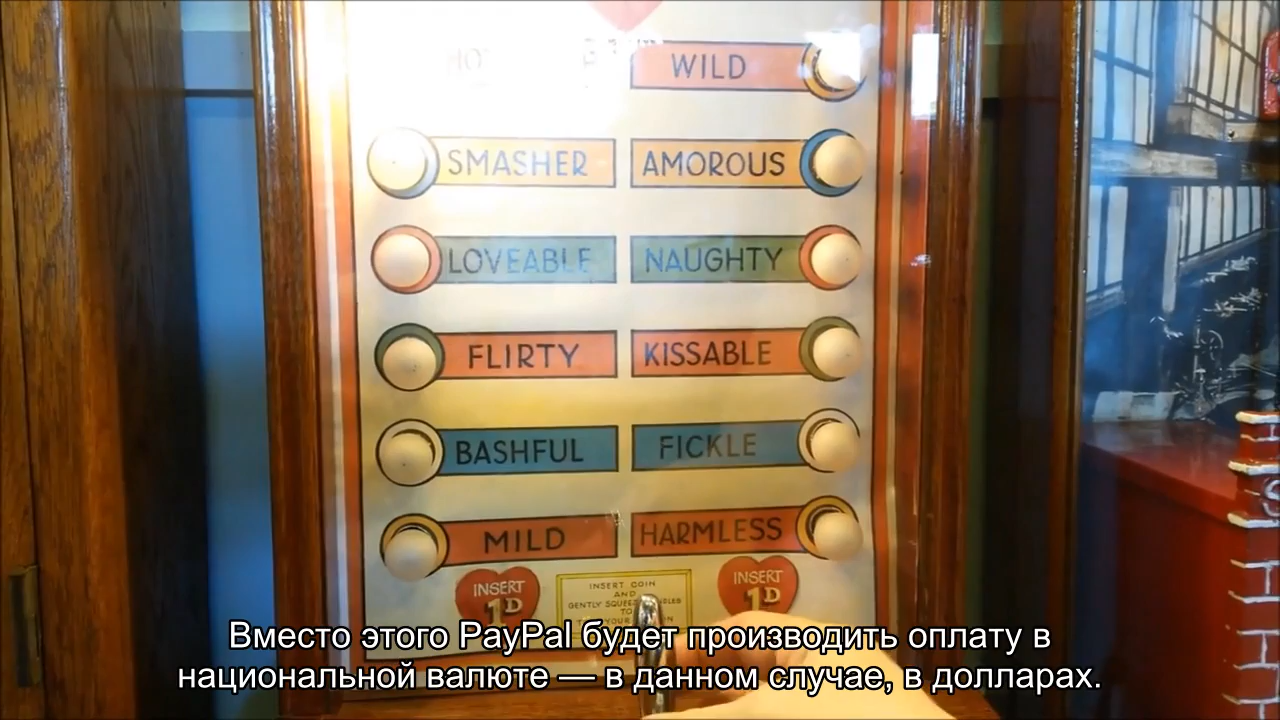 WILD
SMASHER AMOROUS
LOVEABLE NAUGHTY
FLIRTY KISSABLE
BASHFUL FICKLE
MILD HARMLESS
INSERT
1D
INSERT COIN
AND
GENTLY
TO
INSERT
1D
Вместо этого PayPal будет производить оплату в
национальной валюте — в данном случае, в долларах.